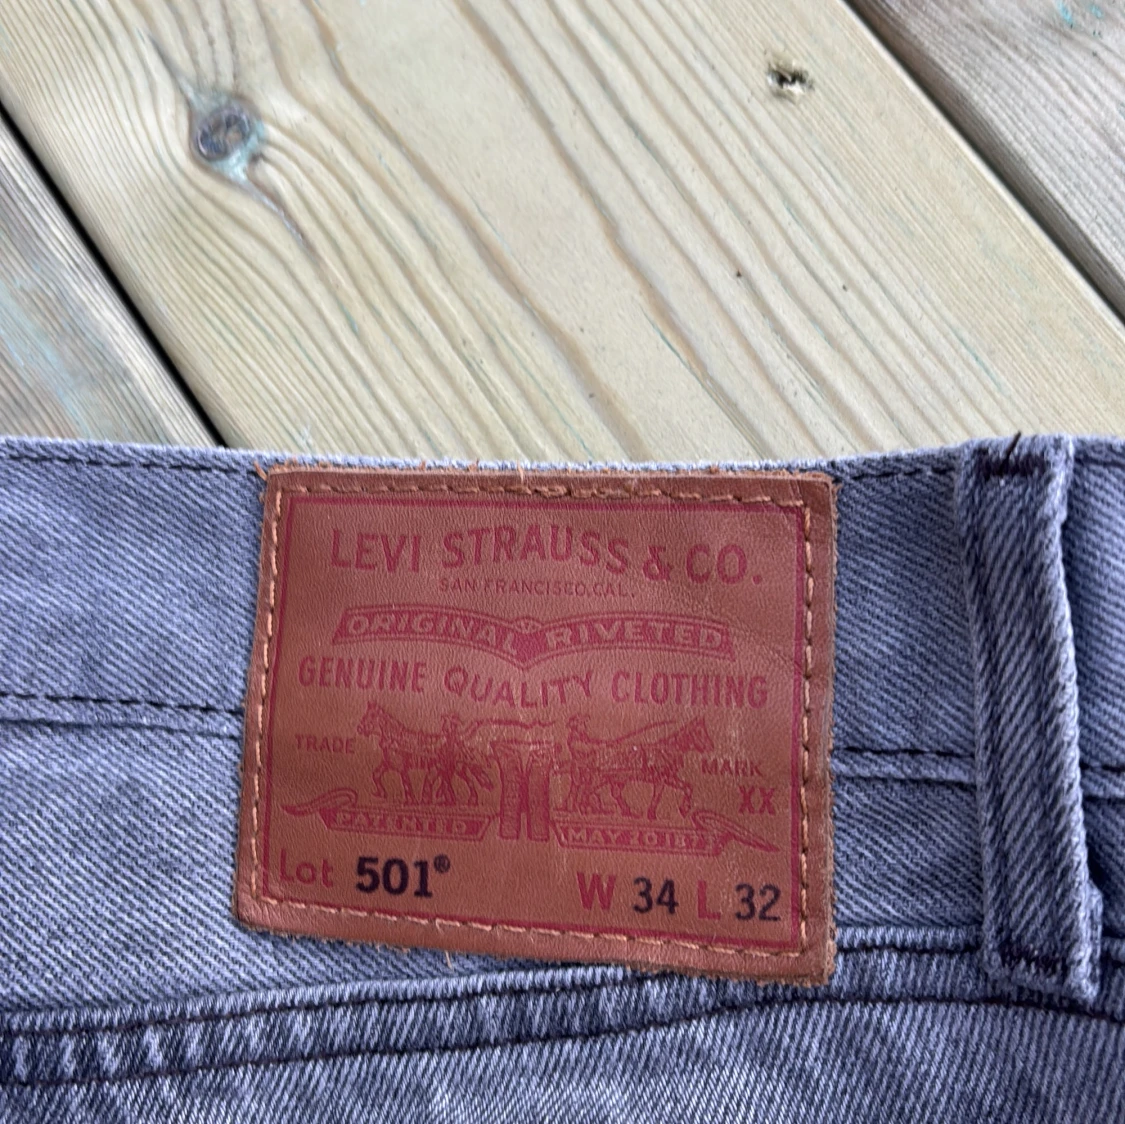 LEVI STRAUSS & CO.
SAN FRANCISCO, CAL.
ORIGINAL RIVETED
GENUINE QUALITY CLOTHING
TRADE MARK
XX
PATENTED MAY 20 1873
Lot 501® W 34 L 32